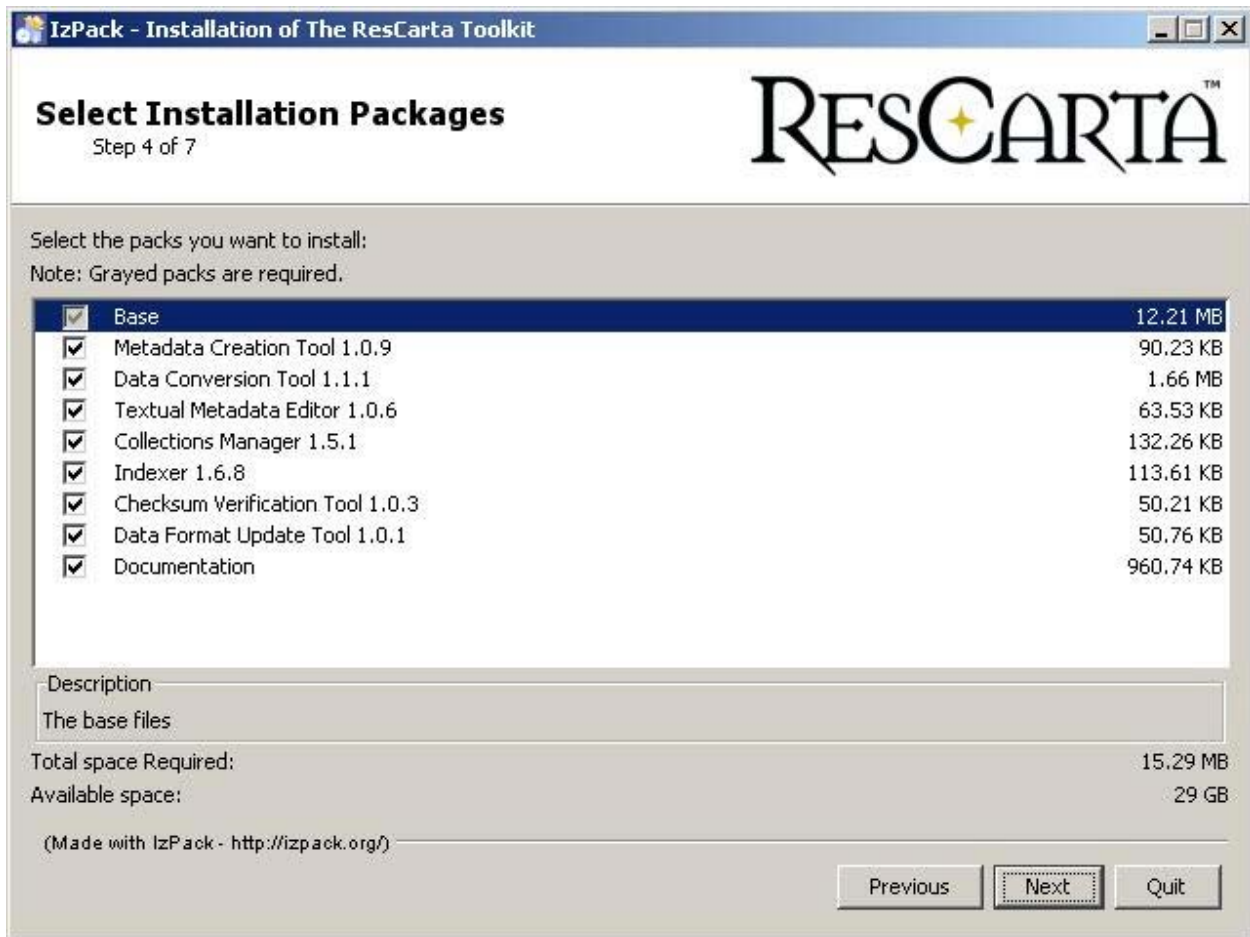 IzPack - Installation of The ResCarta Toolkit
Select Installation Packages
Step 4 of 7
RESCARTA™
Select the packs you want to install:
Note: Grayed packs are required.
Base 12.21 MB
Metadata Creation Tool 1.0.9 90.23 KB
Data Conversion Tool 1.1.1 1.66 MB
Textual Metadata Editor 1.0.6 63.53 KB
Collections Manager 1.5.1 132.26 KB
Indexer 1.6.8 113.61 KB
Checksum Verification Tool 1.0.3 50.21 KB
Data Format Update Tool 1.0.1 50.76 KB
Documentation 960.74 KB
Description
The base files
Total space Required: 15.29 MB
Available space: 29 GB
(Made with IzPack - http://izpack.org/)
Previous Next Quit